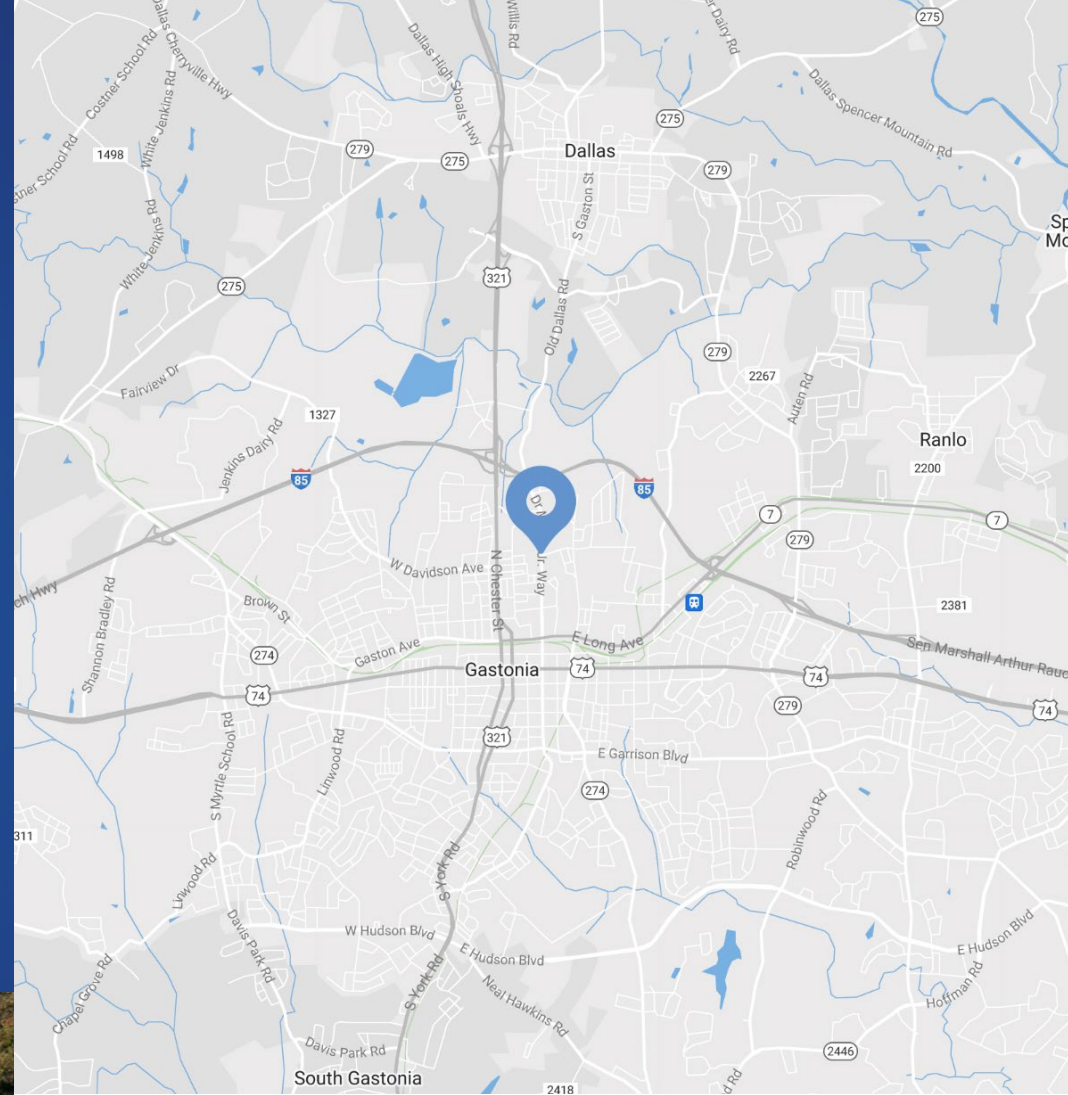 Willis Rd
275
Dallas Cherryville Hwy
Costner School Rd
White Jenkins Rd
Dallas High Shoals Hwy
Dairy Rd
Dallas Spencer Mountain Rd
275
279
275
Dallas
279
1498
White Jenkins Rd
S Gaston St
275
321
Old Dallas Rd
279
2267
Fairview Dr
1327
Auten Rd
Ranlo
2200
Jenkins Dairy Rd
85
85
7
7
279
Jr. Way
W Davidson Ave
N Chester St
Hwy
Shannon Bradley Rd
Brown St
2381
274
Gaston Ave
E Long Ave
Sen Marshall Arthur
Gastonia
74
74
74
279
74
321
S Myrtle School Rd
Linwood Rd
E Garrison Blvd
274
Robinwood Rd
311
Linwood Rd
S York Rd
Davis Park Rd
W Hudson Blvd
E Hudson Blvd
E Hudson Blvd
S York Rd
Neal Hawkins Rd
Hoffman Rd
Chapel Grove Rd
Davis Park Rd
2446
South Gastonia
2418
Rd